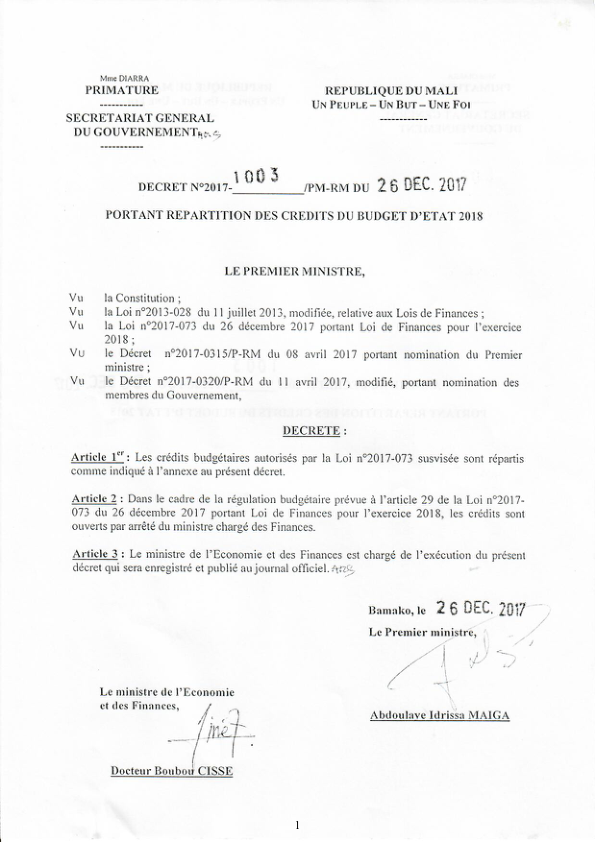 Mme DIARRA
PRIMATURE
-----------
SECRETARIAT GENERAL
DU GOUVERNEMENT
-----------
REPUBLIQUE DU MALI
UN PEUPLE – UN BUT – UNE FOI
------------
DECRET N°2017- 1003 /PM-RM DU 26 DEC. 2017
PORTANT REPARTITION DES CREDITS DU BUDGET D'ETAT 2018
LE PREMIER MINISTRE,
Vu la Constitution ;
Vu la Loi n°2013-028 du 11 juillet 2013, modifiée, relative aux Lois de Finances ;
Vu la Loi n°2017-073 du 26 décembre 2017 portant Loi de Finances pour l'exercice
2018 ;
Vu le Décret n°2017-0315/P-RM du 08 avril 2017 portant nomination du Premier
ministre ;
Vu le Décret n°2017-0320/P-RM du 11 avril 2017, modifié, portant nomination des
membres du Gouvernement,
DECRETE :
Article 1er : Les crédits budgétaires autorisés par la Loi n°2017-073 susvisée sont répartis
comme indiqué à l'annexe au présent décret.
Article 2 : Dans le cadre de la régulation budgétaire prévue à l'article 29 de la Loi n°2017-
073 du 26 décembre 2017 portant Loi de Finances pour l'exercice 2018, les crédits sont
ouverts par arrêté du ministre chargé des Finances.
Article 3 : Le ministre de l'Economie et des Finances est chargé de l'exécution du présent
décret qui sera enregistré et publié au journal officiel.
Bamako, le 26 DEC. 2017
Le Premier ministre,
Abdoulaye Idrissa MAIGA
Le ministre de l'Economie
et des Finances,
Docteur Boubou CISSE
1